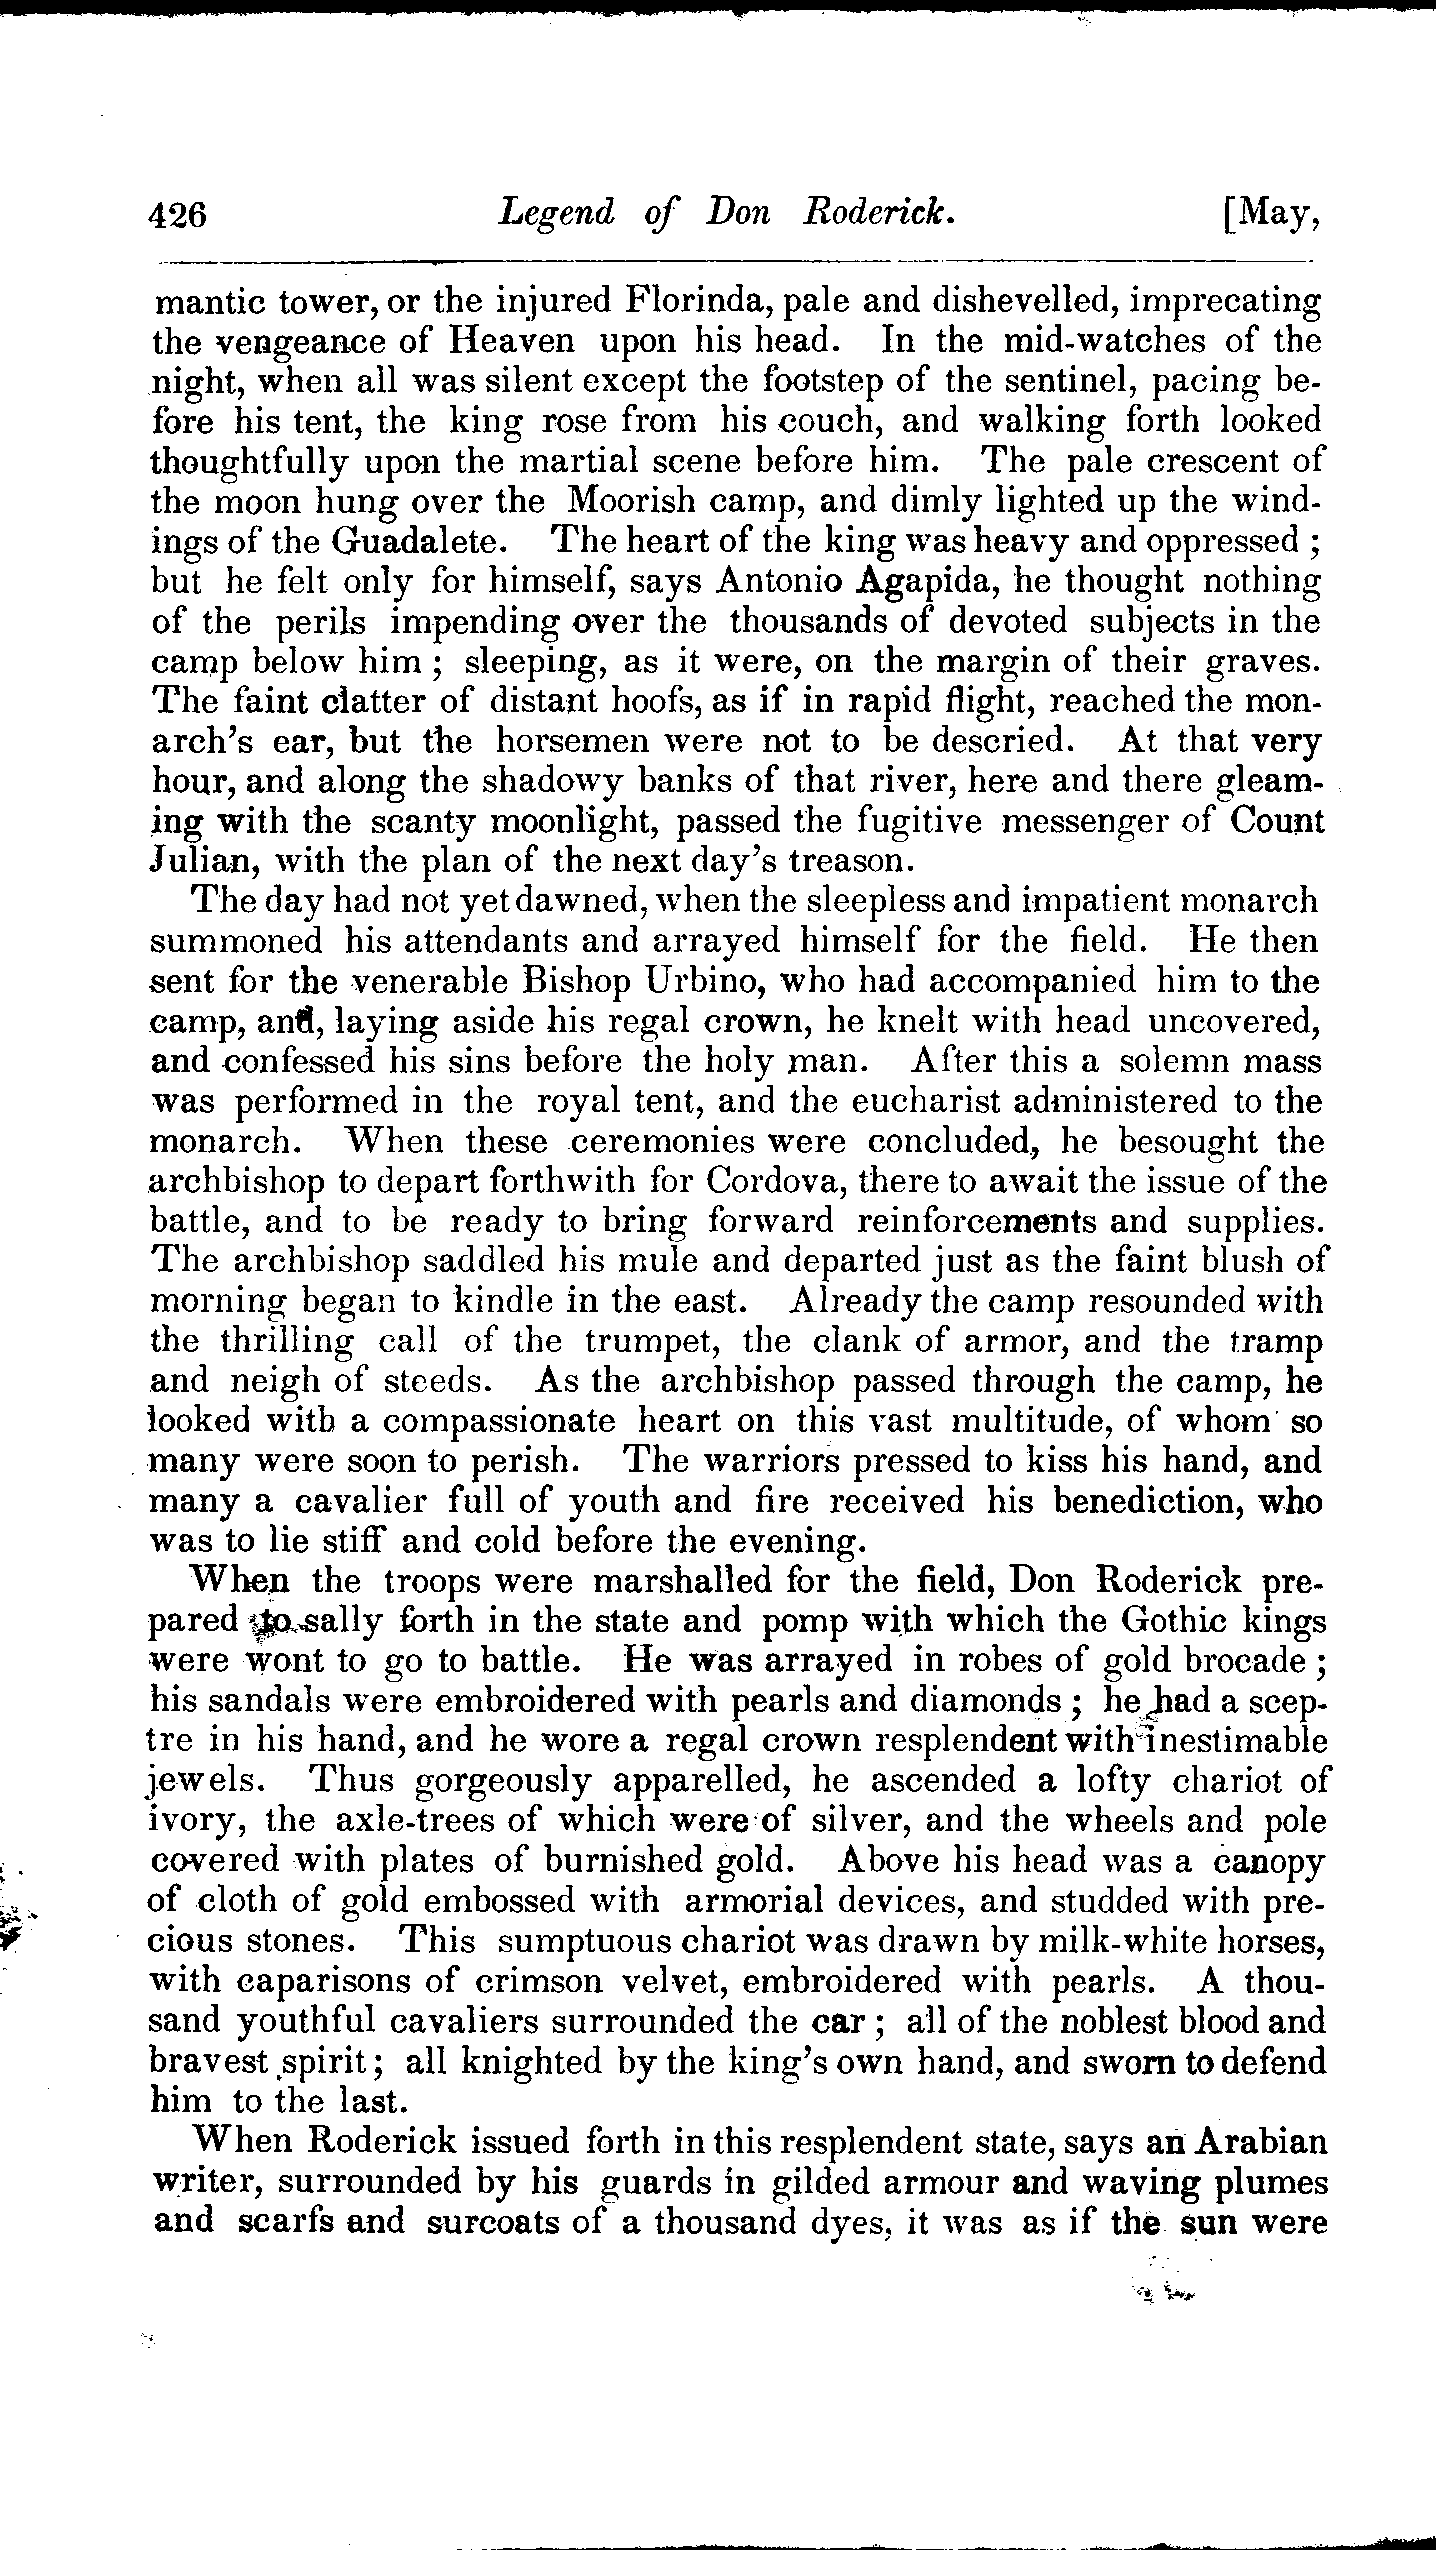 426 Legend of Don Roderick. [May,
mantic tower, or the injured Florinda, pale and dishevelled, imprecating
the vengeance of Heaven upon his head. In the mid-watches of the
night, when all was silent except the footstep of the sentinel, pacing be-
fore his tent, the king rose from his couch, and walking forth looked
thoughtfully upon the martial scene before him. The pale crescent of
the moon hung over the Moorish camp, and dimly lighted up the wind-
ings of the Guadalete. The heart of the king was heavy and oppressed ;
but he felt only for himself, says Antonio Agapida, he thought nothing
of the perils impending over the thousands of devoted subjects in the
camp below him ; sleeping, as it were, on the margin of their graves.
The faint clatter of distant hoofs, as if in rapid flight, reached the mon-
arch's ear, but the horsemen were not to be descried. At that very
hour, and along the shadowy banks of that river, here and there gleam-
ing with the scanty moonlight, passed the fugitive messenger of Count
Julian, with the plan of the next day's treason.
The day had not yet dawned, when the sleepless and impatient monarch
summoned his attendants and arrayed himself for the field. He then
sent for the venerable Bishop Urbino, who had accompanied him to the
camp, and, laying aside his regal crown, he knelt with head uncovered,
and confessed his sins before the holy man. After this a solemn mass
was performed in the royal tent, and the eucharist administered to the
monarch. When these ceremonies were concluded, he besought the
archbishop to depart forthwith for Cordova, there to await the issue of the
battle, and to be ready to bring forward reinforcements and supplies.
The archbishop saddled his mule and departed just as the faint blush of
morning began to kindle in the east. Already the camp resounded with
the thrilling call of the trumpet, the clank of armor, and the tramp
and neigh of steeds. As the archbishop passed through the camp, he
looked with a compassionate heart on this vast multitude, of whom so
many were soon to perish. The warriors pressed to kiss his hand, and
many a cavalier full of youth and fire received his benediction, who
was to lie stiff and cold before the evening.
When the troops were marshalled for the field, Don Roderick pre-
pared to sally forth in the state and pomp with which the Gothic kings
were wont to go to battle. He was arrayed in robes of gold brocade ;
his sandals were embroidered with pearls and diamonds ; he had a scep-
tre in his hand, and he wore a regal crown resplendent with inestimable
jewels. Thus gorgeously apparelled, he ascended a lofty chariot of
ivory, the axle-trees of which were of silver, and the wheels and pole
covered with plates of burnished gold. Above his head was a canopy
of cloth of gold embossed with armorial devices, and studded with pre-
cious stones. This sumptuous chariot was drawn by milk-white horses,
with caparisons of crimson velvet, embroidered with pearls. A thou-
sand youthful cavaliers surrounded the car ; all of the noblest blood and
bravest spirit ; all knighted by the king's own hand, and sworn to defend
him to the last.
When Roderick issued forth in this resplendent state, says an Arabian
writer, surrounded by his guards in gilded armour and waving plumes
and scarfs and surcoats of a thousand dyes, it was as if the sun were